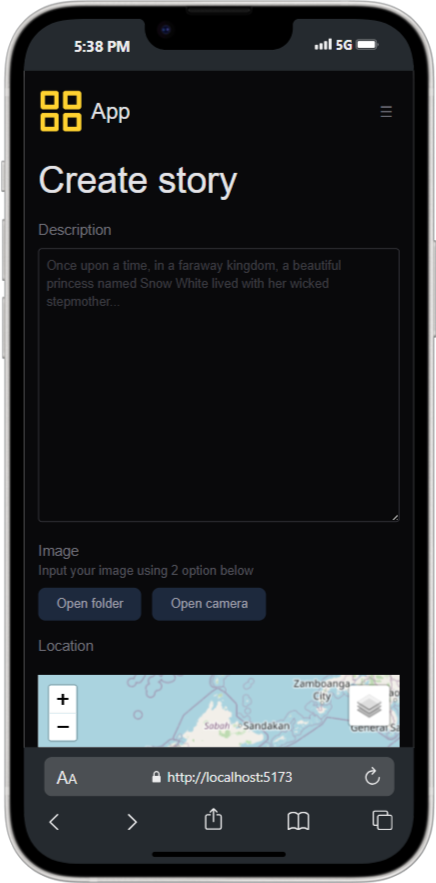 5:38 PM 5G
App
Create story
Description
Once upon a time, in a faraway kingdom, a beautiful
princess named Snow White lived with her wicked
stepmother...
Image
Input your image using 2 option below
Open folder Open camera
Location
+
−
Zamboanga
City
Sabah Sandakan
General Sa
AA http://localhost:5173